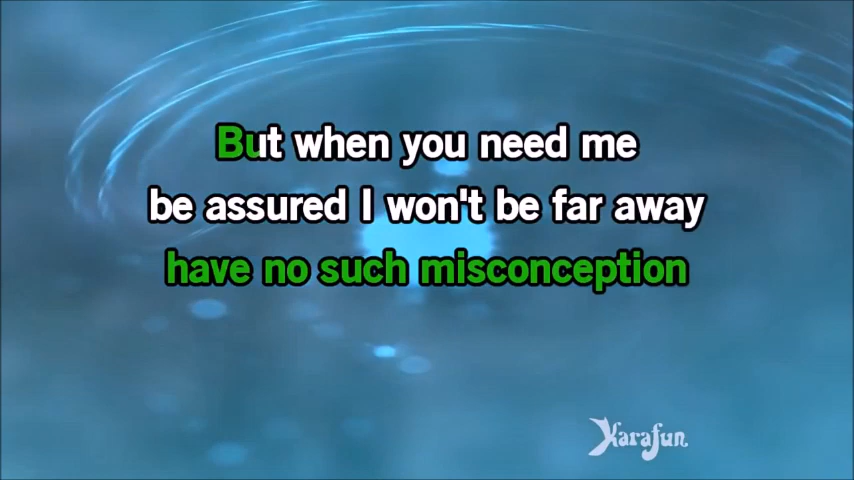 But when you need me
be assured I won't be far away
have no such misconception
Karafun